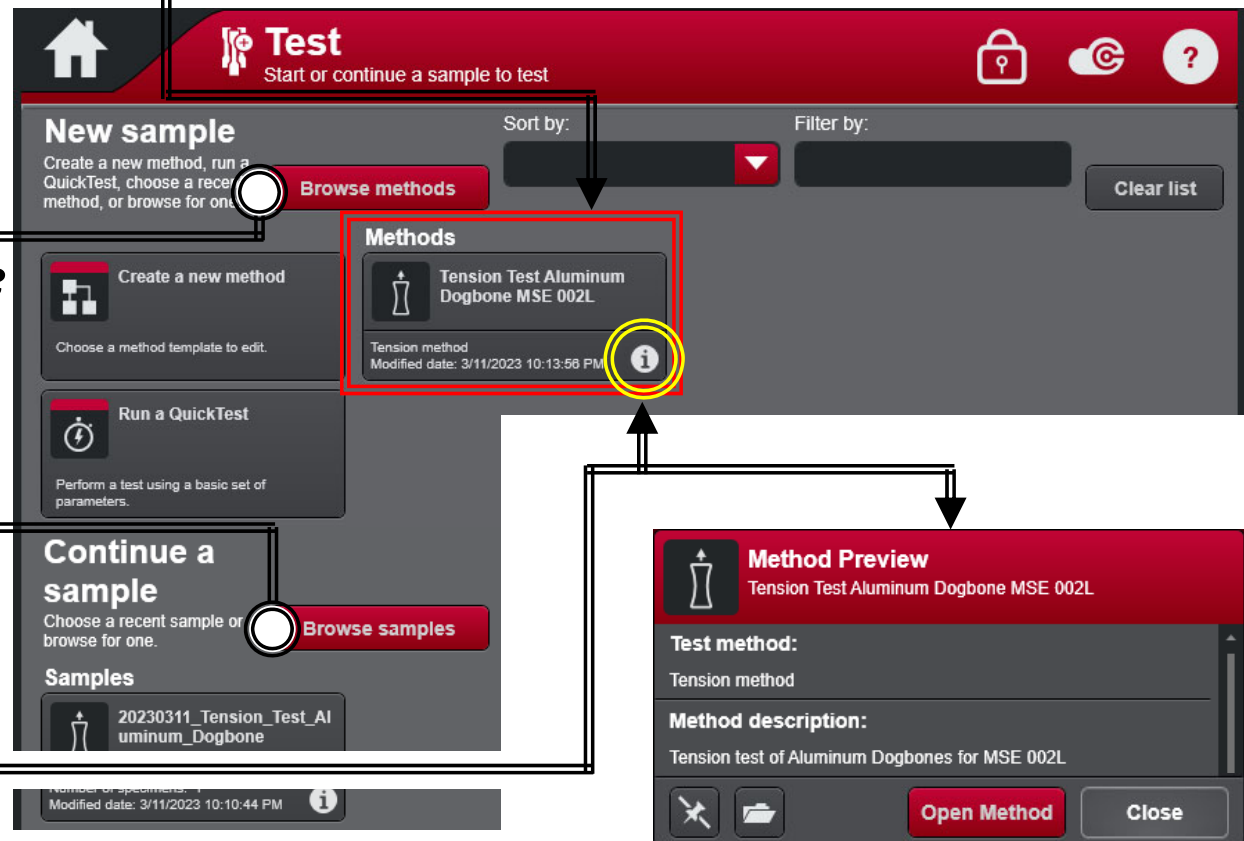 Test
Start or continue a sample to test
?
New sample
Create a new method, run a
QuickTest, choose a recent
method, or browse for one.
Browse methods
Sort by:
Filter by:
Clear list
Create a new method
Choose a method template to edit.
Run a QuickTest
Perform a test using a basic set of
parameters.
Methods
Tension Test Aluminum
Dogbone MSE 002L
Tension method
Modified date: 3/11/2023 10:13:56 PM
i
Continue a
sample
Choose a recent sample or
browse for one.
Browse samples
Samples
20230311_Tension_Test_Al
uminum_Dogbone
Number of specimens: 1
Modified date: 3/11/2023 10:10:44 PM
i
Method Preview
Tension Test Aluminum Dogbone MSE 002L
Test method:
Tension method
Method description:
Tension test of Aluminum Dogbones for MSE 002L
Open Method
Close